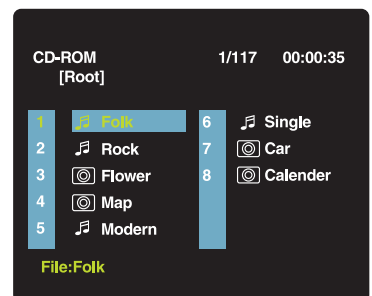 CD-ROM 1/117 00:00:35
[Root]
1 Folk
2 Rock
3 Flower
4 Map
5 Modern
6 Single
7 Car
8 Calender
File:Folk